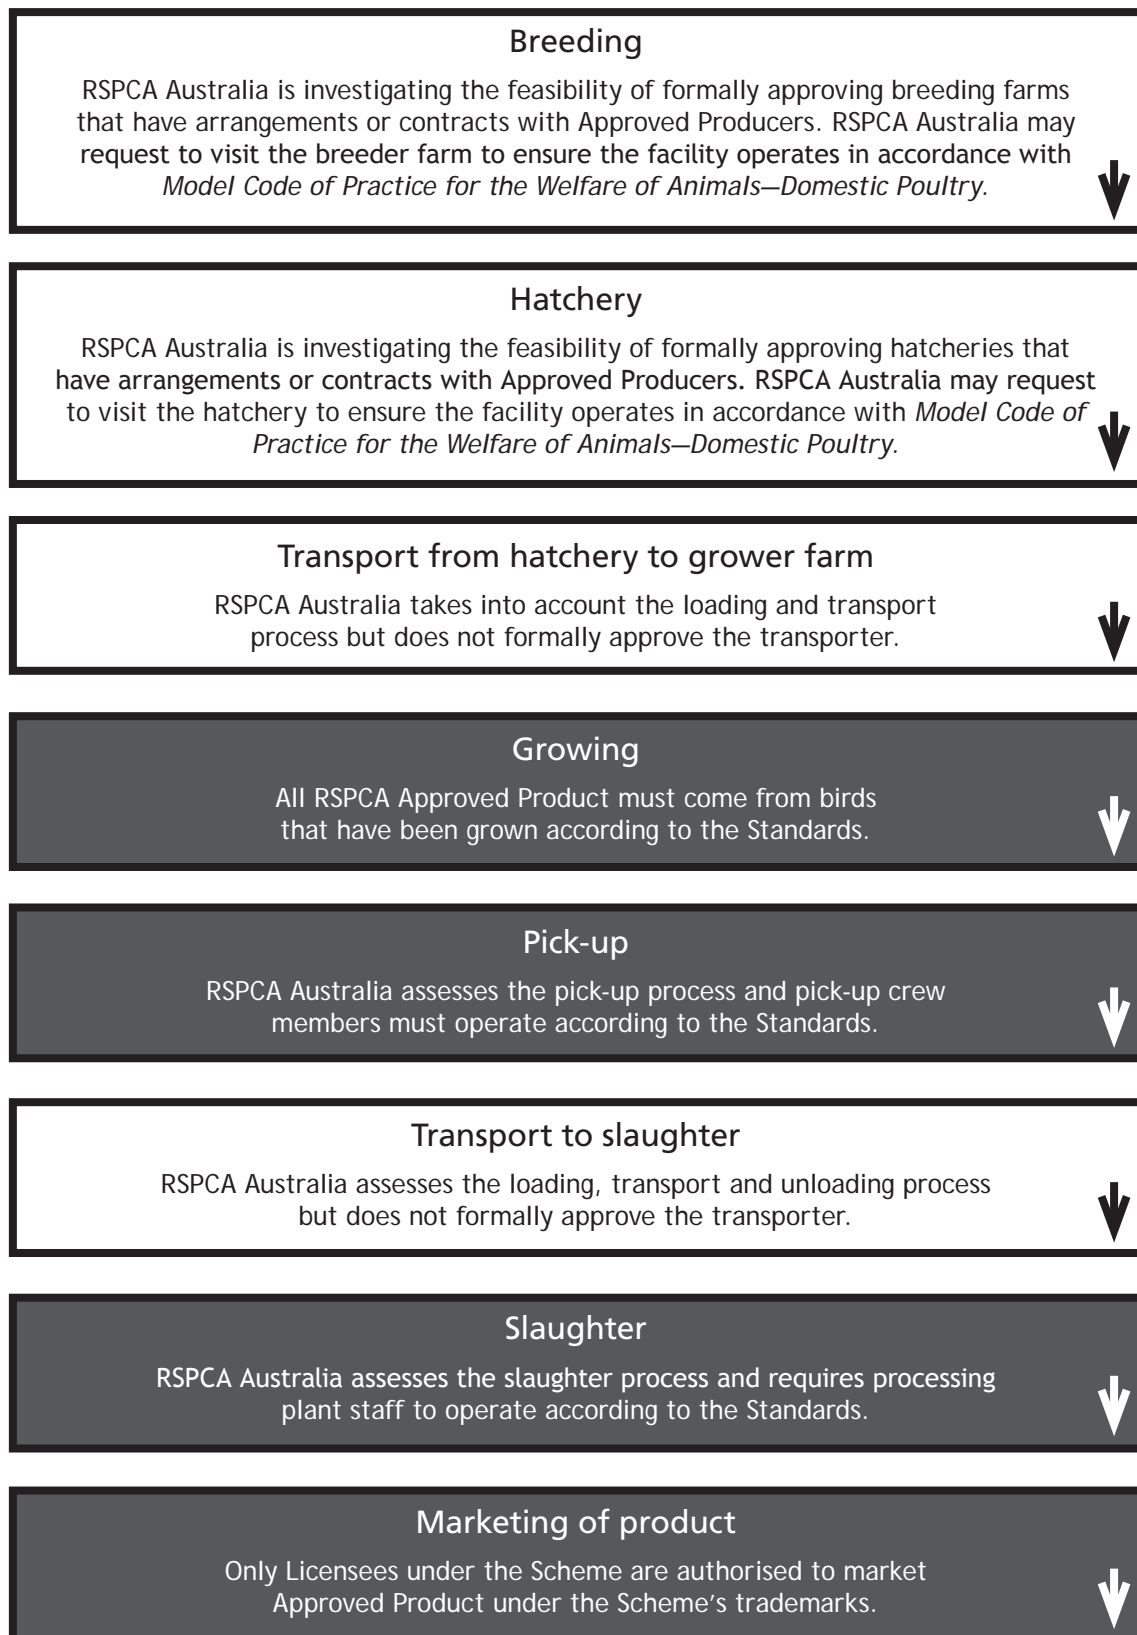 Breeding
RSPCA Australia is investigating the feasibility of formally approving breeding farms
that have arrangements or contracts with Approved Producers. RSPCA Australia may
request to visit the breeder farm to ensure the facility operates in accordance with
Model Code of Practice for the Welfare of Animals—Domestic Poultry.
Hatchery
RSPCA Australia is investigating the feasibility of formally approving hatcheries that
have arrangements or contracts with Approved Producers. RSPCA Australia may request
to visit the hatchery to ensure the facility operates in accordance with Model Code of
Practice for the Welfare of Animals—Domestic Poultry.
Transport from hatchery to grower farm
RSPCA Australia takes into account the loading and transport
process but does not formally approve the transporter.
Growing
All RSPCA Approved Product must come from birds
that have been grown according to the Standards.
Pick-up
RSPCA Australia assesses the pick-up process and pick-up crew
members must operate according to the Standards.
Transport to slaughter
RSPCA Australia assesses the loading, transport and unloading process
but does not formally approve the transporter.
Slaughter
RSPCA Australia assesses the slaughter process and requires processing
plant staff to operate according to the Standards.
Marketing of product
Only Licensees under the Scheme are authorised to market
Approved Product under the Scheme's trademarks.